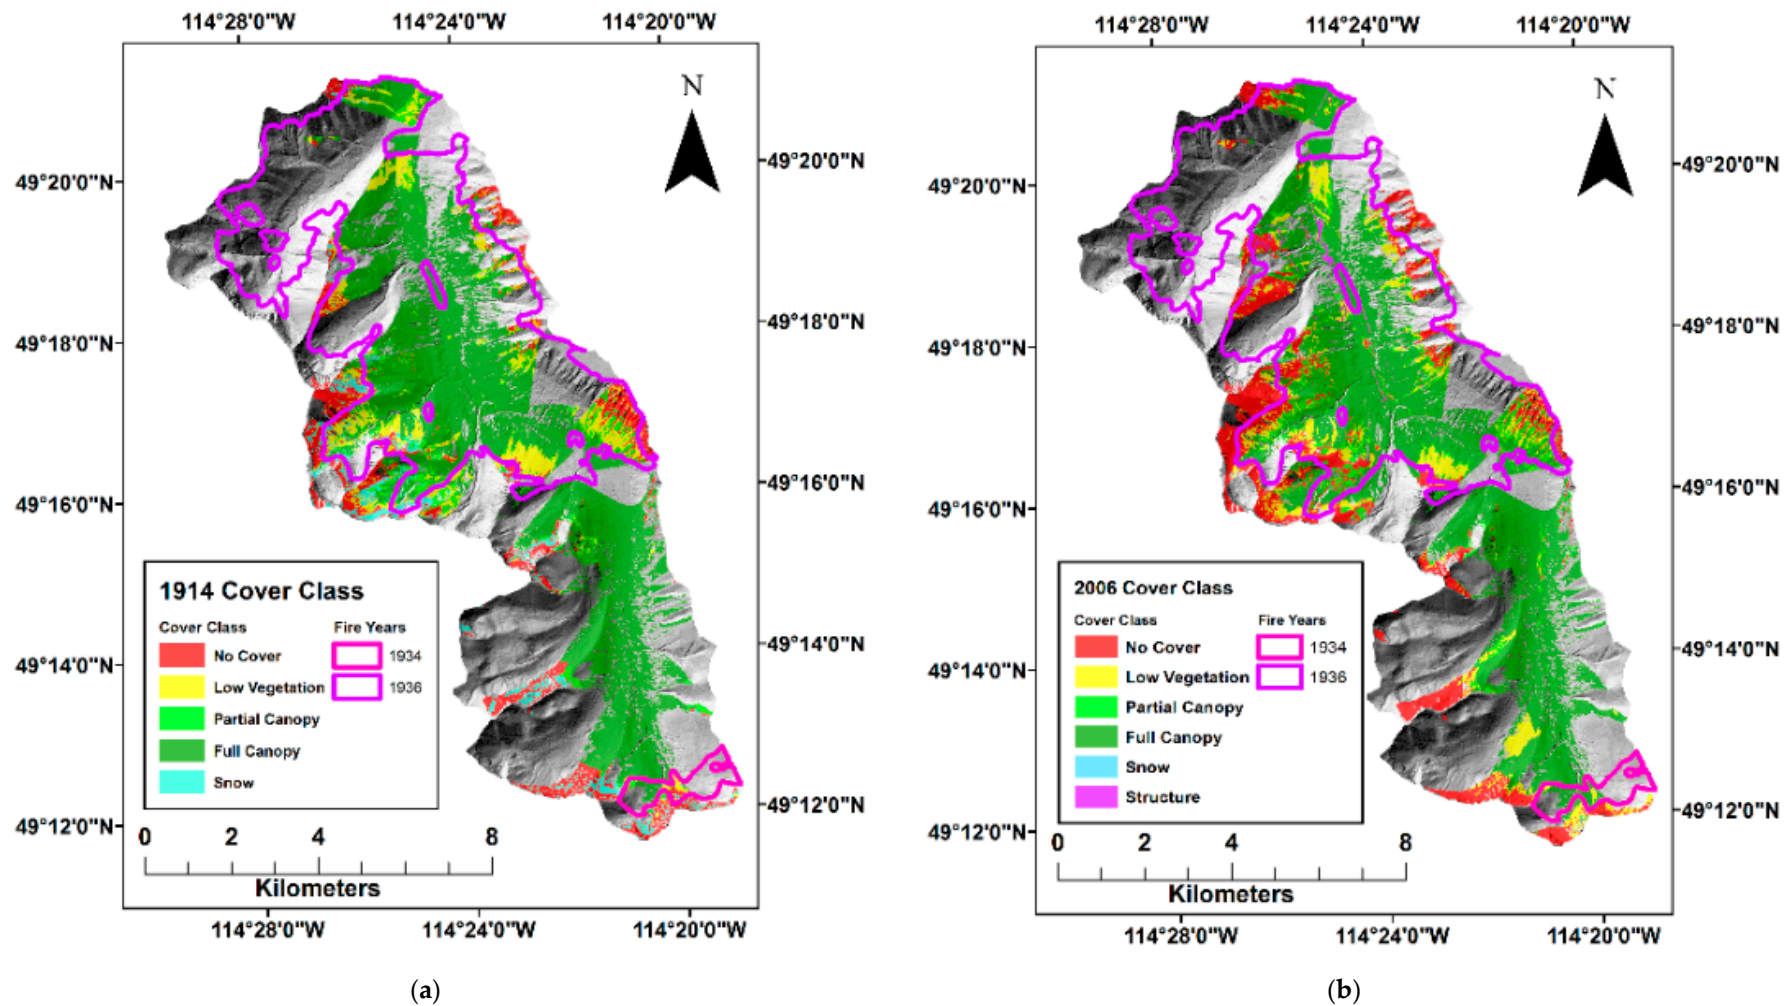 114°28'0"W 114°24'0"W 114°20'0"W
N
49°20'0"N
49°20'0"N
49°18'0"N
49°18'0"N
49°16'0"N
49°16'0"N
49°14'0"N
49°14'0"N
49°12'0"N
49°12'0"N
1914 Cover Class
Cover Class Fire Years
No Cover 1934
Low Vegetation 1936
Partial Canopy
Full Canopy
Snow
0 2 4 8
Kilometers
114°28'0"W 114°24'0"W 114°20'0"W
(a)
114°28'0"W 114°24'0"W 114°20'0"W
N
49°20'0"N
49°20'0"N
49°18'0"N
49°18'0"N
49°16'0"N
49°16'0"N
49°14'0"N
49°14'0"N
49°12'0"N
49°12'0"N
2006 Cover Class
Cover Class Fire Years
No Cover 1934
Low Vegetation 1936
Partial Canopy
Full Canopy
Snow
Structure
0 2 4 8
Kilometers
114°28'0"W 114°24'0"W 114°20'0"W
(b)